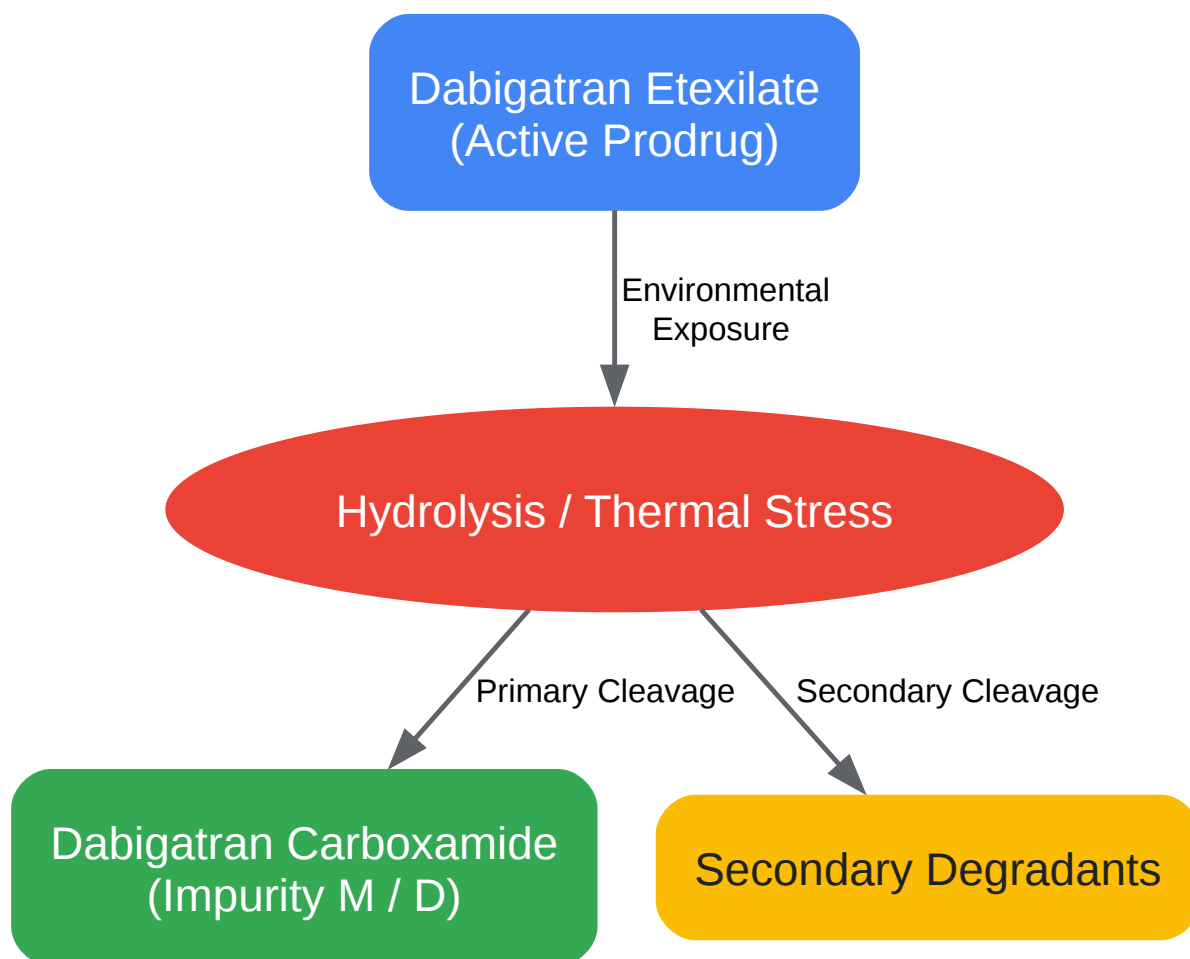 Dabigatran Etexilate
(Active Prodrug)
Environmental
Exposure
Hydrolysis / Thermal Stress
Primary Cleavage
Secondary Cleavage
Dabigatran Carboxamide
(Impurity M / D)
Secondary Degradants